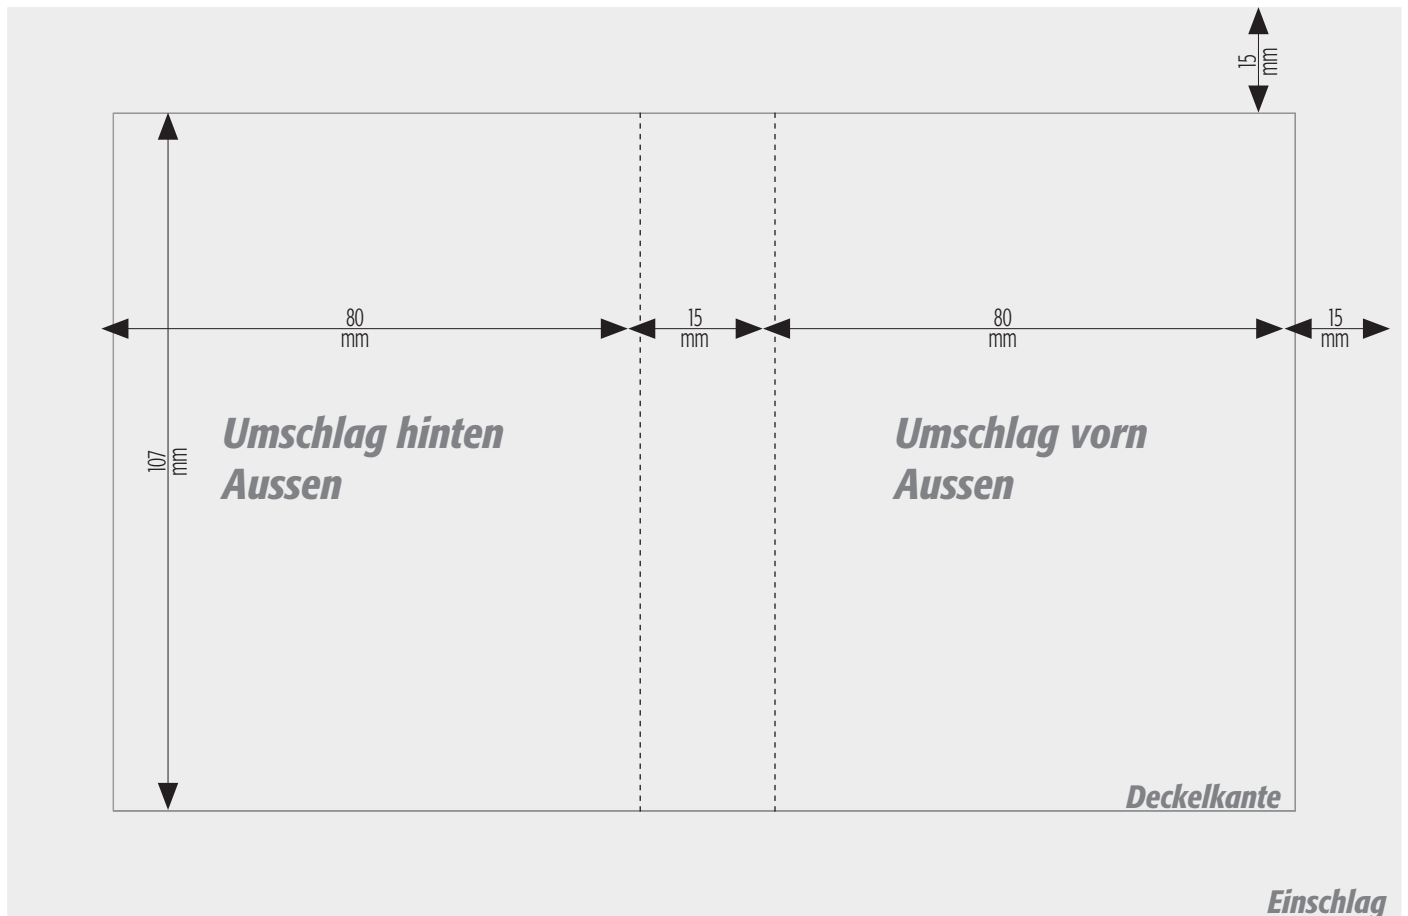 15
mm
80
mm
15
mm
80
mm
15
mm
Umschlag hinten
Aussen
Umschlag vorn
Aussen
107
mm
Deckelkante
Einschlag